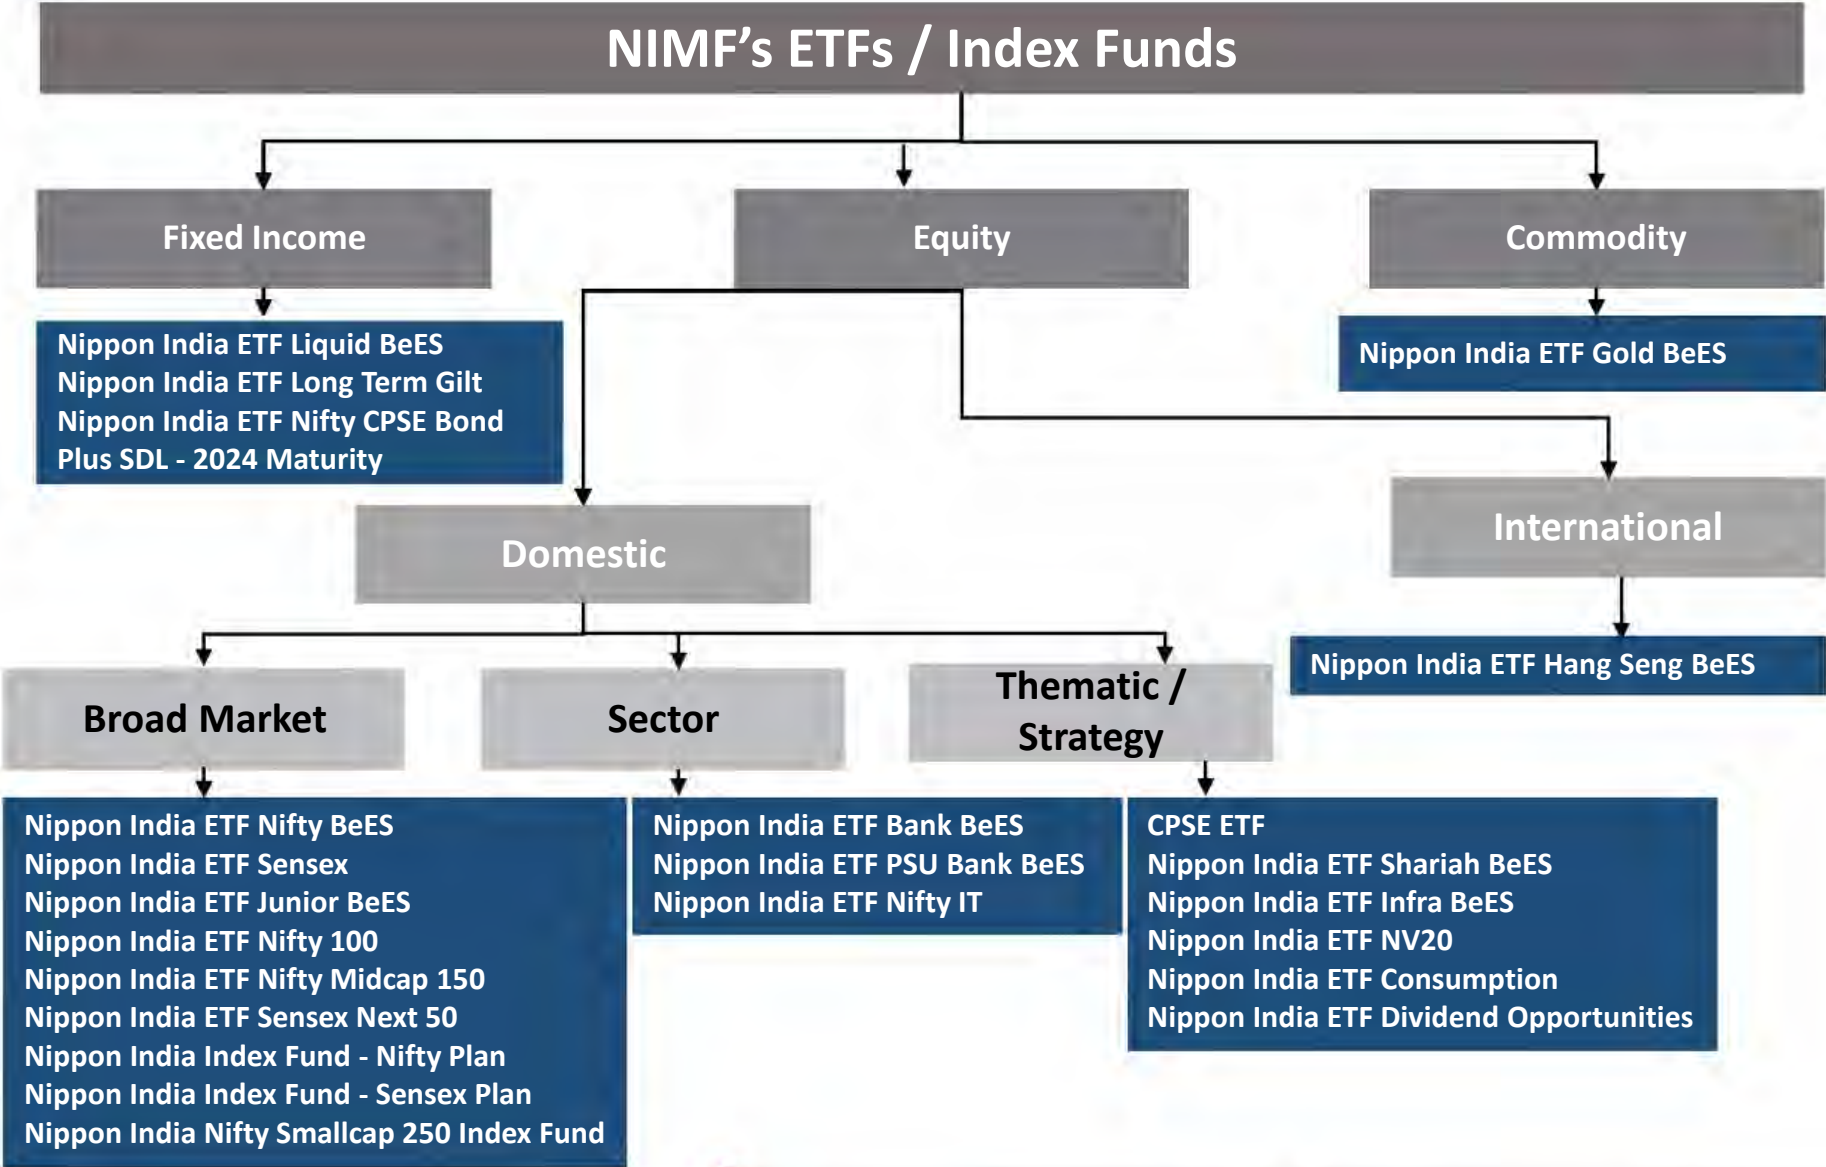 NIMF’s ETFs / Index Funds
Fixed Income
Equity
Commodity
Nippon India ETF Liquid BeES
Nippon India ETF Long Term Gilt
Nippon India ETF Nifty CPSE Bond
Plus SDL - 2024 Maturity
Nippon India ETF Gold BeES
Domestic
International
Nippon India ETF Hang Seng BeES
Broad Market
Sector
Thematic /
Strategy
Nippon India ETF Nifty BeES
Nippon India ETF Sensex
Nippon India ETF Junior BeES
Nippon India ETF Nifty 100
Nippon India ETF Nifty Midcap 150
Nippon India ETF Sensex Next 50
Nippon India Index Fund - Nifty Plan
Nippon India Index Fund - Sensex Plan
Nippon India Nifty Smallcap 250 Index Fund
Nippon India ETF Bank BeES
Nippon India ETF PSU Bank BeES
Nippon India ETF Nifty IT
CPSE ETF
Nippon India ETF Shariah BeES
Nippon India ETF Infra BeES
Nippon India ETF NV20
Nippon India ETF Consumption
Nippon India ETF Dividend Opportunities